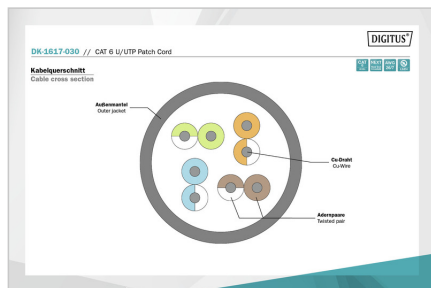 DIGITUS®
DK-1617-030 // CAT 6 U/UTP Patch Cord
Kabelquerschnitt
Cable cross section
Außenmantel
Outer jacket
Cu-Draht
Cu-Wire
Adernpaare
Twisted pair